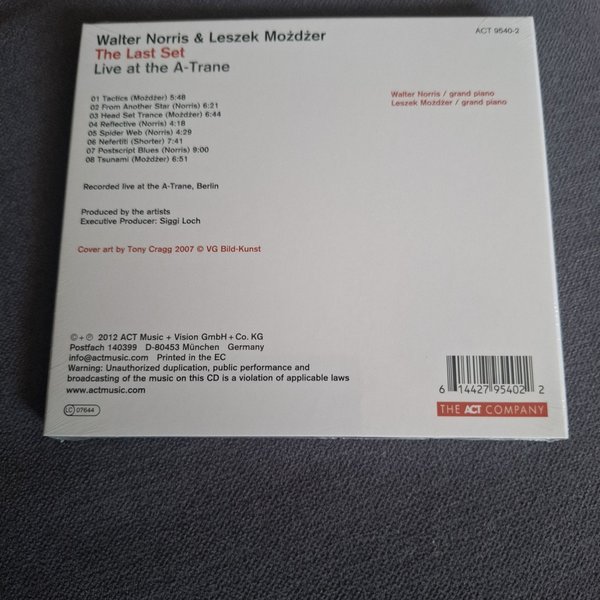 ACT 9540-2
Walter Norris & Leszek Możdżer
The Last Set
Live at the A-Trane
01 Tactics (Możdżer) 5:48
02 From Another Star (Norris) 6:21
03 Head Set Trance (Możdżer) 6:44
04 Reflective (Norris) 4:18
05 Spider Web (Norris) 4:29
06 Nefertiti (Shorter) 7:41
07 Postscript Blues (Norris) 9:00
08 Tsunami (Możdżer) 6:51
Walter Norris / grand piano
Leszek Możdżer / grand piano
Recorded live at the A-Trane, Berlin
Produced by the artists
Executive Producer: Siggi Loch
Cover art by Tony Cragg 2007 © VG Bild-Kunst
©+℗ 2012 ACT Music + Vision GmbH + Co. KG
Postfach 140399 D-80453 München Germany
info@actmusic.com Printed in the EC
Warning: Unauthorized duplication, public performance and
broadcasting of the music on this CD is a violation of applicable laws
www.actmusic.com
LC 07644
6 14427 95402 2
THE ACT COMPANY